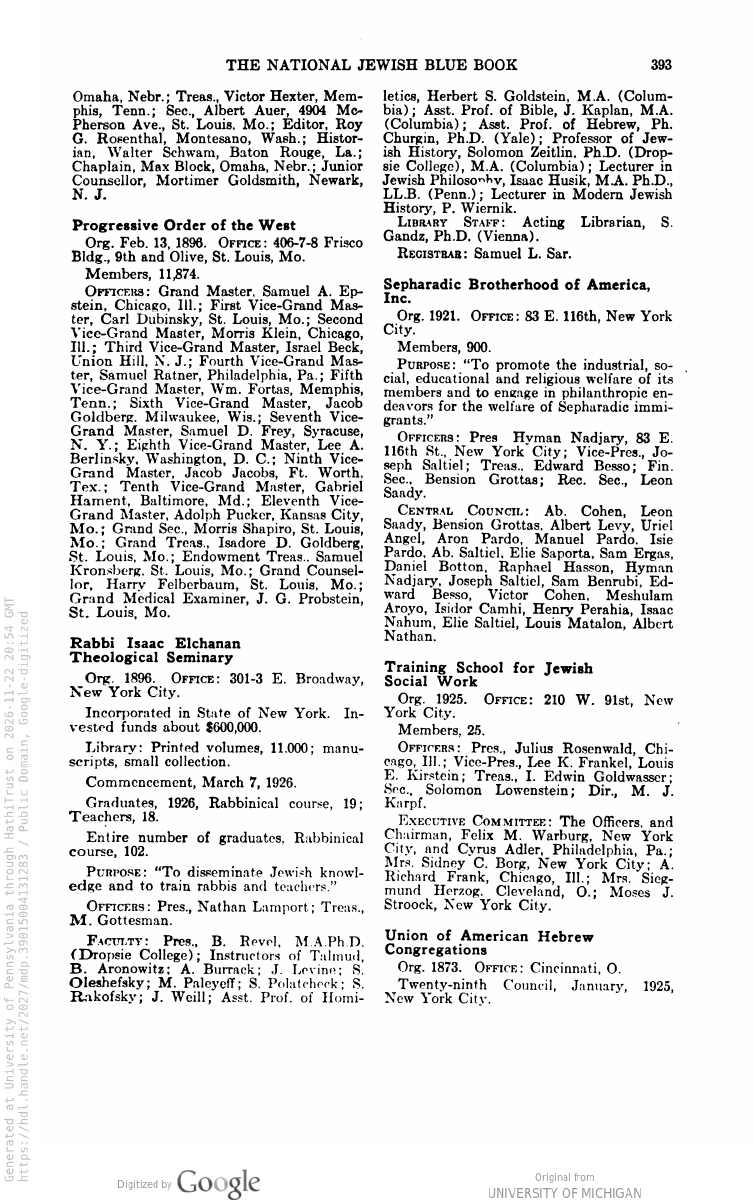 THE NATIONAL JEWISH BLUE BOOK 393
Omaha, Nebr.; Treas., Victor Hexter, Mem-
phis, Tenn.; Sec., Albert Auer, 4904 Mc-
Pherson Ave., St. Louis, Mo.; Editor, Roy
G. Rosenthal, Montesano, Wash.; Histor-
ian, Walter Schwam, Baton Rouge, La.;
Chaplain, Max Block, Omaha, Nebr.; Junior
Counsellor, Mortimer Goldsmith, Newark,
N. J.
Progressive Order of the West
Org. Feb. 13, 1896. OFFICE: 406-7-8 Frisco
Bldg., 9th and Olive, St. Louis, Mo.
Members, 11,874.
OFFICERS: Grand Master, Samuel A. Ep-
stein, Chicago, Ill.; First Vice-Grand Mas-
ter, Carl Dubinsky, St. Louis, Mo.; Second
Vice-Grand Master, Morris Klein, Chicago,
Ill.; Third Vice-Grand Master, Israel Beck,
Union Hill, N. J.; Fourth Vice-Grand Mas-
ter, Samuel Ratner, Philadelphia, Pa.; Fifth
Vice-Grand Master, Wm. Fortas, Memphis,
Tenn.; Sixth Vice-Grand Master, Jacob
Goldberg, Milwaukee, Wis.; Seventh Vice-
Grand Master, Samuel D. Frey, Syracuse,
N. Y.; Eighth Vice-Grand Master, Lee A.
Berlinsky, Washington, D. C.; Ninth Vice-
Grand Master, Jacob Jacobs, Ft. Worth,
Tex.; Tenth Vice-Grand Master, Gabriel
Hament, Baltimore, Md.; Eleventh Vice-
Grand Master, Adolph Pucker, Kansas City,
Mo.; Grand Sec., Morris Shapiro, St. Louis,
Mo.; Grand Treas., Isadore D. Goldberg,
St. Louis, Mo.; Endowment Treas., Samuel
Kronsberg, St. Louis, Mo.; Grand Counsel-
lor, Harry Felberbaum, St. Louis, Mo.;
Grand Medical Examiner, J. G. Probstein,
St. Louis, Mo.
Rabbi Isaac Elchanan
Theological Seminary
Org. 1896. OFFICE: 301-3 E. Broadway,
New York City.
Incorporated in State of New York. In-
vested funds about $600,000.
Library: Printed volumes, 11.000; manu-
scripts, small collection.
Commencement, March 7, 1926.
Graduates, 1926, Rabbinical course, 19;
Teachers, 18.
Entire number of graduates, Rabbinical
course, 102.
PURPOSE: "To disseminate Jewish knowl-
edge and to train rabbis and teachers."
OFFICERS: Pres., Nathan Lamport; Treas.,
M. Gottesman.
FACULTY: Pres., B. Revel, M.A.Ph.D.
(Dropsie College); Instructors of Talmud,
B. Aronowitz; A. Burrack; J. Levine; S.
Oleshefsky; M. Paleyeff; S. Polatcheck; S.
Rakofsky; J. Weill; Asst. Prof. of Homi-
letics, Herbert S. Goldstein, M.A. (Colum-
bia); Asst. Prof. of Bible, J. Kaplan, M.A.
(Columbia); Asst. Prof. of Hebrew, Ph.
Churgin, Ph.D. (Yale); Professor of Jew-
ish History, Solomon Zeitlin, Ph.D. (Drop-
sie College), M.A. (Columbia); Lecturer in
Jewish Philosophy, Isaac Husik, M.A. Ph.D.,
LL.B. (Penn.); Lecturer in Modern Jewish
History, P. Wiernik.
LIBRARY STAFF: Acting Librarian, S.
Gandz, Ph.D. (Vienna).
REGISTRAR: Samuel L. Sar.
Sepharadic Brotherhood of America,
Inc.
Org. 1921. OFFICE: 83 E. 116th, New York
City.
Members, 900.
PURPOSE: "To promote the industrial, so-
cial, educational and religious welfare of its
members and to engage in philanthropic en-
deavors for the welfare of Sepharadic immi-
grants."
OFFICERS: Pres Hyman Nadjary, 83 E.
116th St., New York City; Vice-Pres., Jo-
seph Saltiel; Treas., Edward Besso; Fin.
Sec., Bension Grottas; Rec. Sec., Leon
Saady.
CENTRAL COUNCIL: Ab. Cohen, Leon
Saady, Bension Grottas, Albert Levy, Uriel
Angel, Aron Pardo, Manuel Pardo, Isie
Pardo, Ab. Saltiel, Elie Saporta, Sam Ergas,
Daniel Botton, Raphael Hasson, Hyman
Nadjary, Joseph Saltiel, Sam Benrubi, Ed-
ward Besso, Victor Cohen, Meshulam
Aroyo, Isidor Camhi, Henry Perahia, Isaac
Nahum, Elie Saltiel, Louis Matalon, Albert
Nathan.
Training School for Jewish
Social Work
Org. 1925. OFFICE: 210 W. 91st, New
York City.
Members, 25.
OFFICERS: Pres., Julius Rosenwald, Chi-
cago, Ill.; Vice-Pres., Lee K. Frankel, Louis
E. Kirstein; Treas., I. Edwin Goldwasser;
Sec., Solomon Lowenstein; Dir., M. J.
Karpf.
EXECUTIVE COMMITTEE: The Officers, and
Chairman, Felix M. Warburg, New York
City, and Cyrus Adler, Philadelphia, Pa.;
Mrs. Sidney C. Borg, New York City; A.
Richard Frank, Chicago, Ill.; Mrs. Sieg-
mund Herzog, Cleveland, O.; Moses J.
Stroock, New York City.
Union of American Hebrew
Congregations
Org. 1873. OFFICE: Cincinnati, O.
Twenty-ninth Council, January, 1925,
New York City.
Generated at University of Pennsylvania through HathiTrust on 2026-11-22 20:54 GMT
https://hdl.handle.net/2027/mdp.39015004131283 / Public Domain, Google-digitized
Digitized by Google
Original from
UNIVERSITY OF MICHIGAN